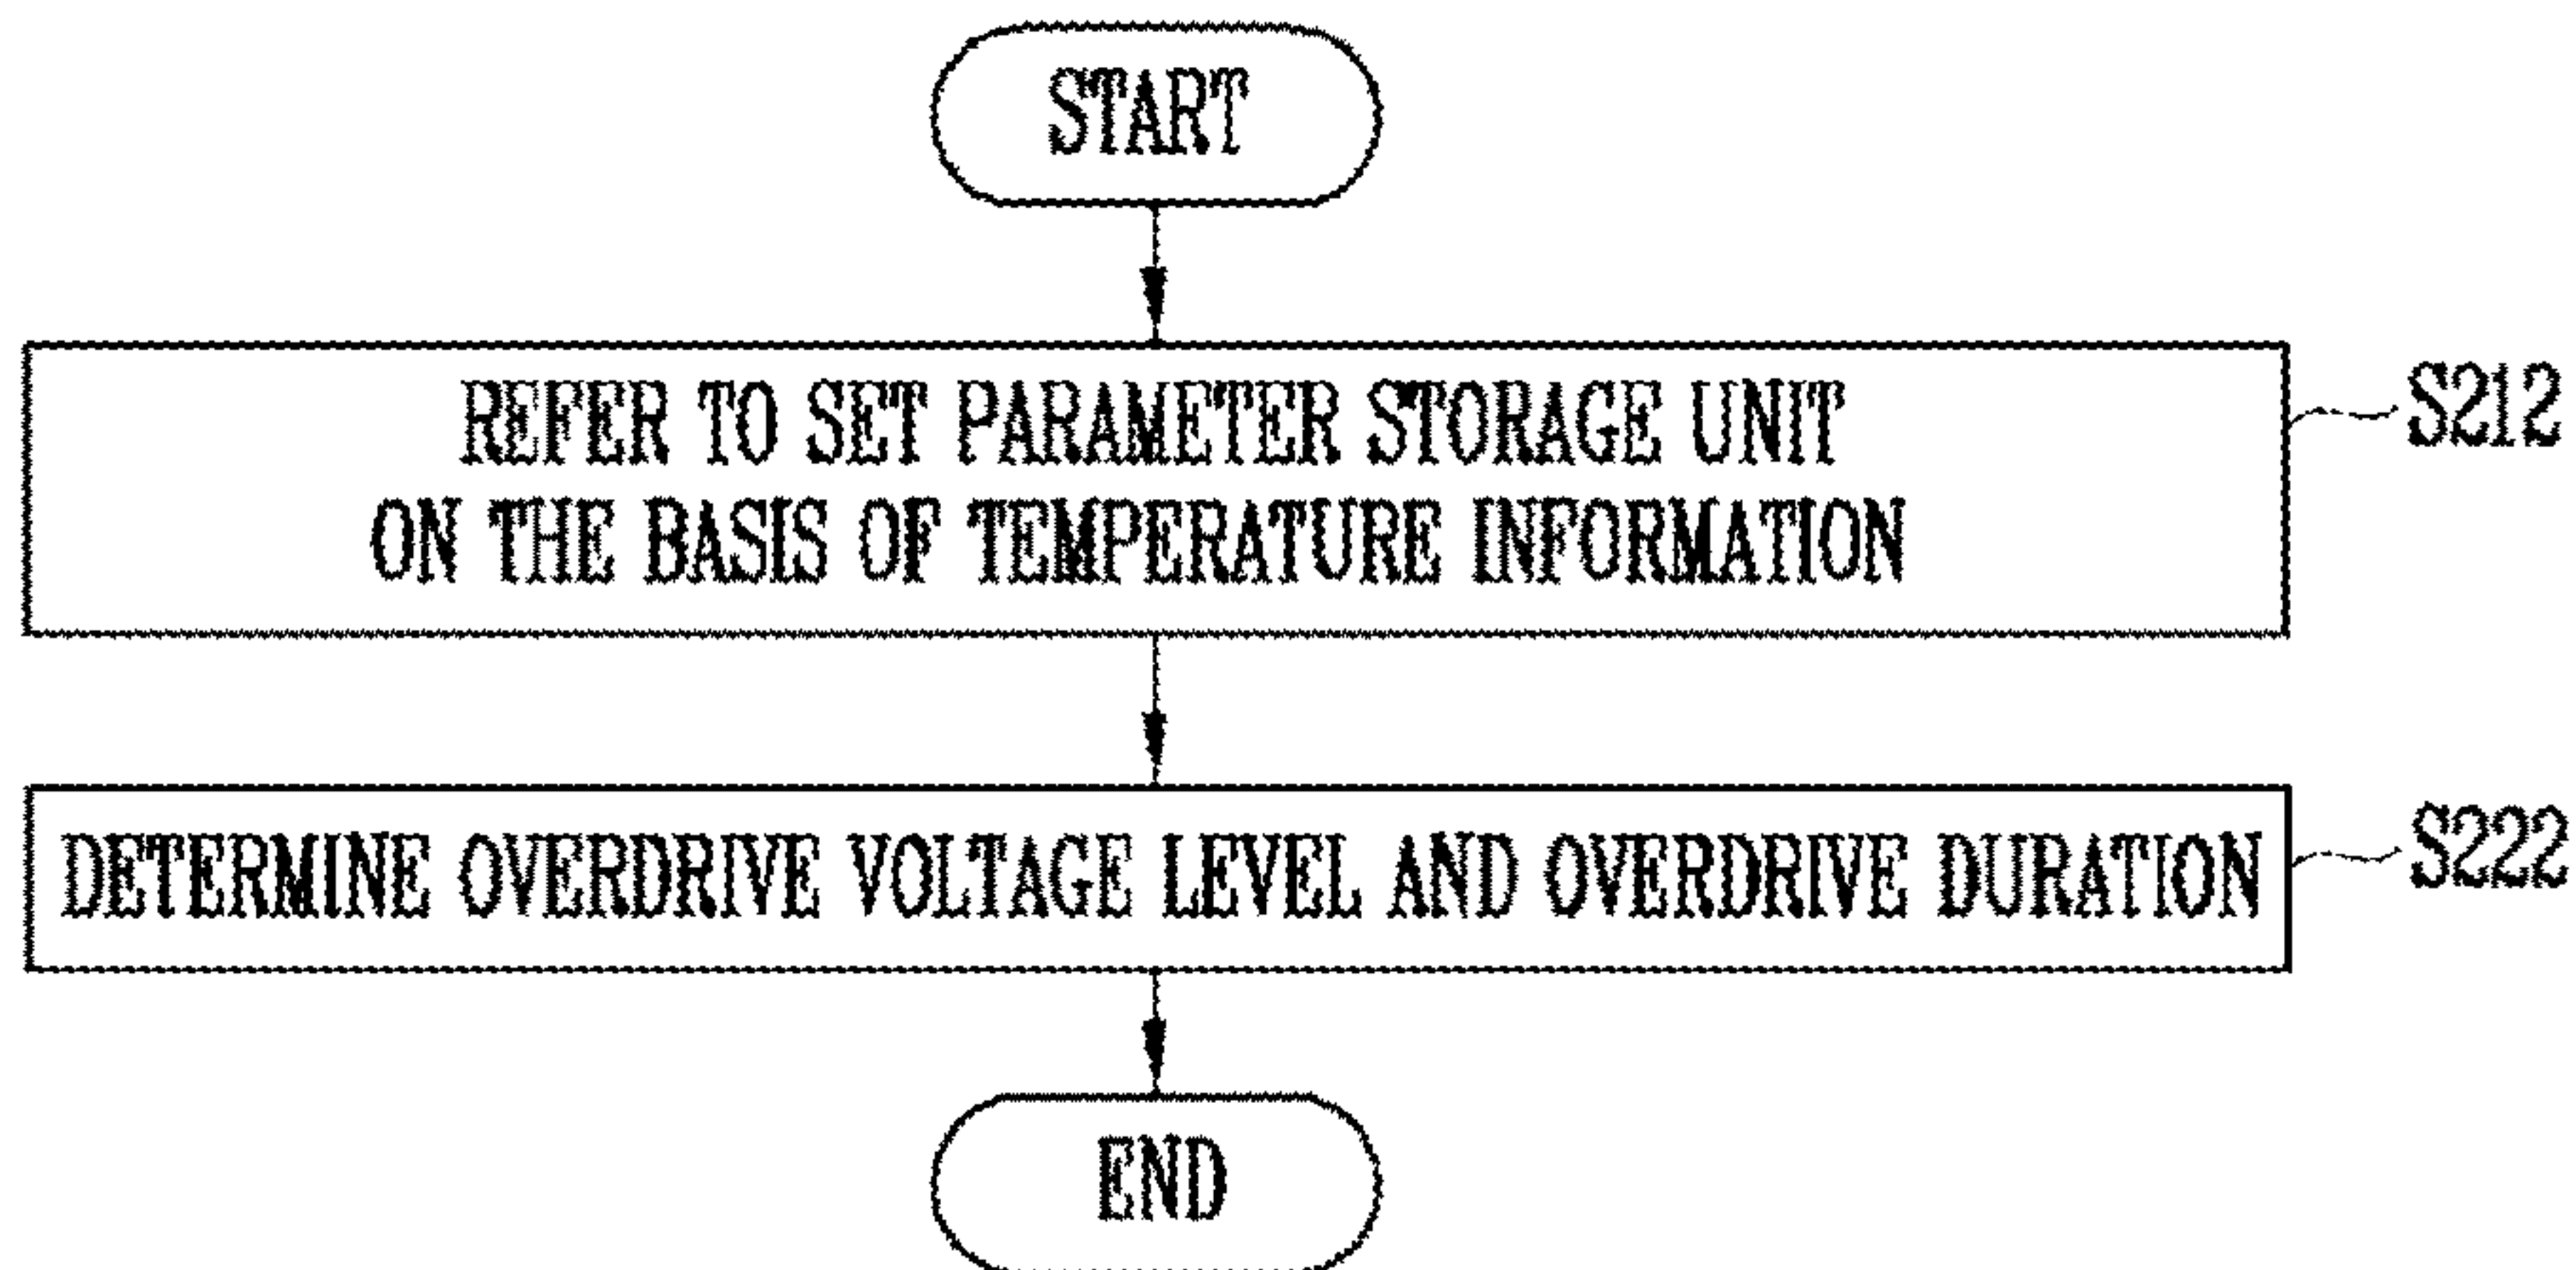 START
REFER TO SET PARAMETER STORAGE UNIT
ON THE BASIS OF TEMPERATURE INFORMATION
S212
DETERMINE OVERDRIVE VOLTAGE LEVEL AND OVERDRIVE DURATION
S222
END